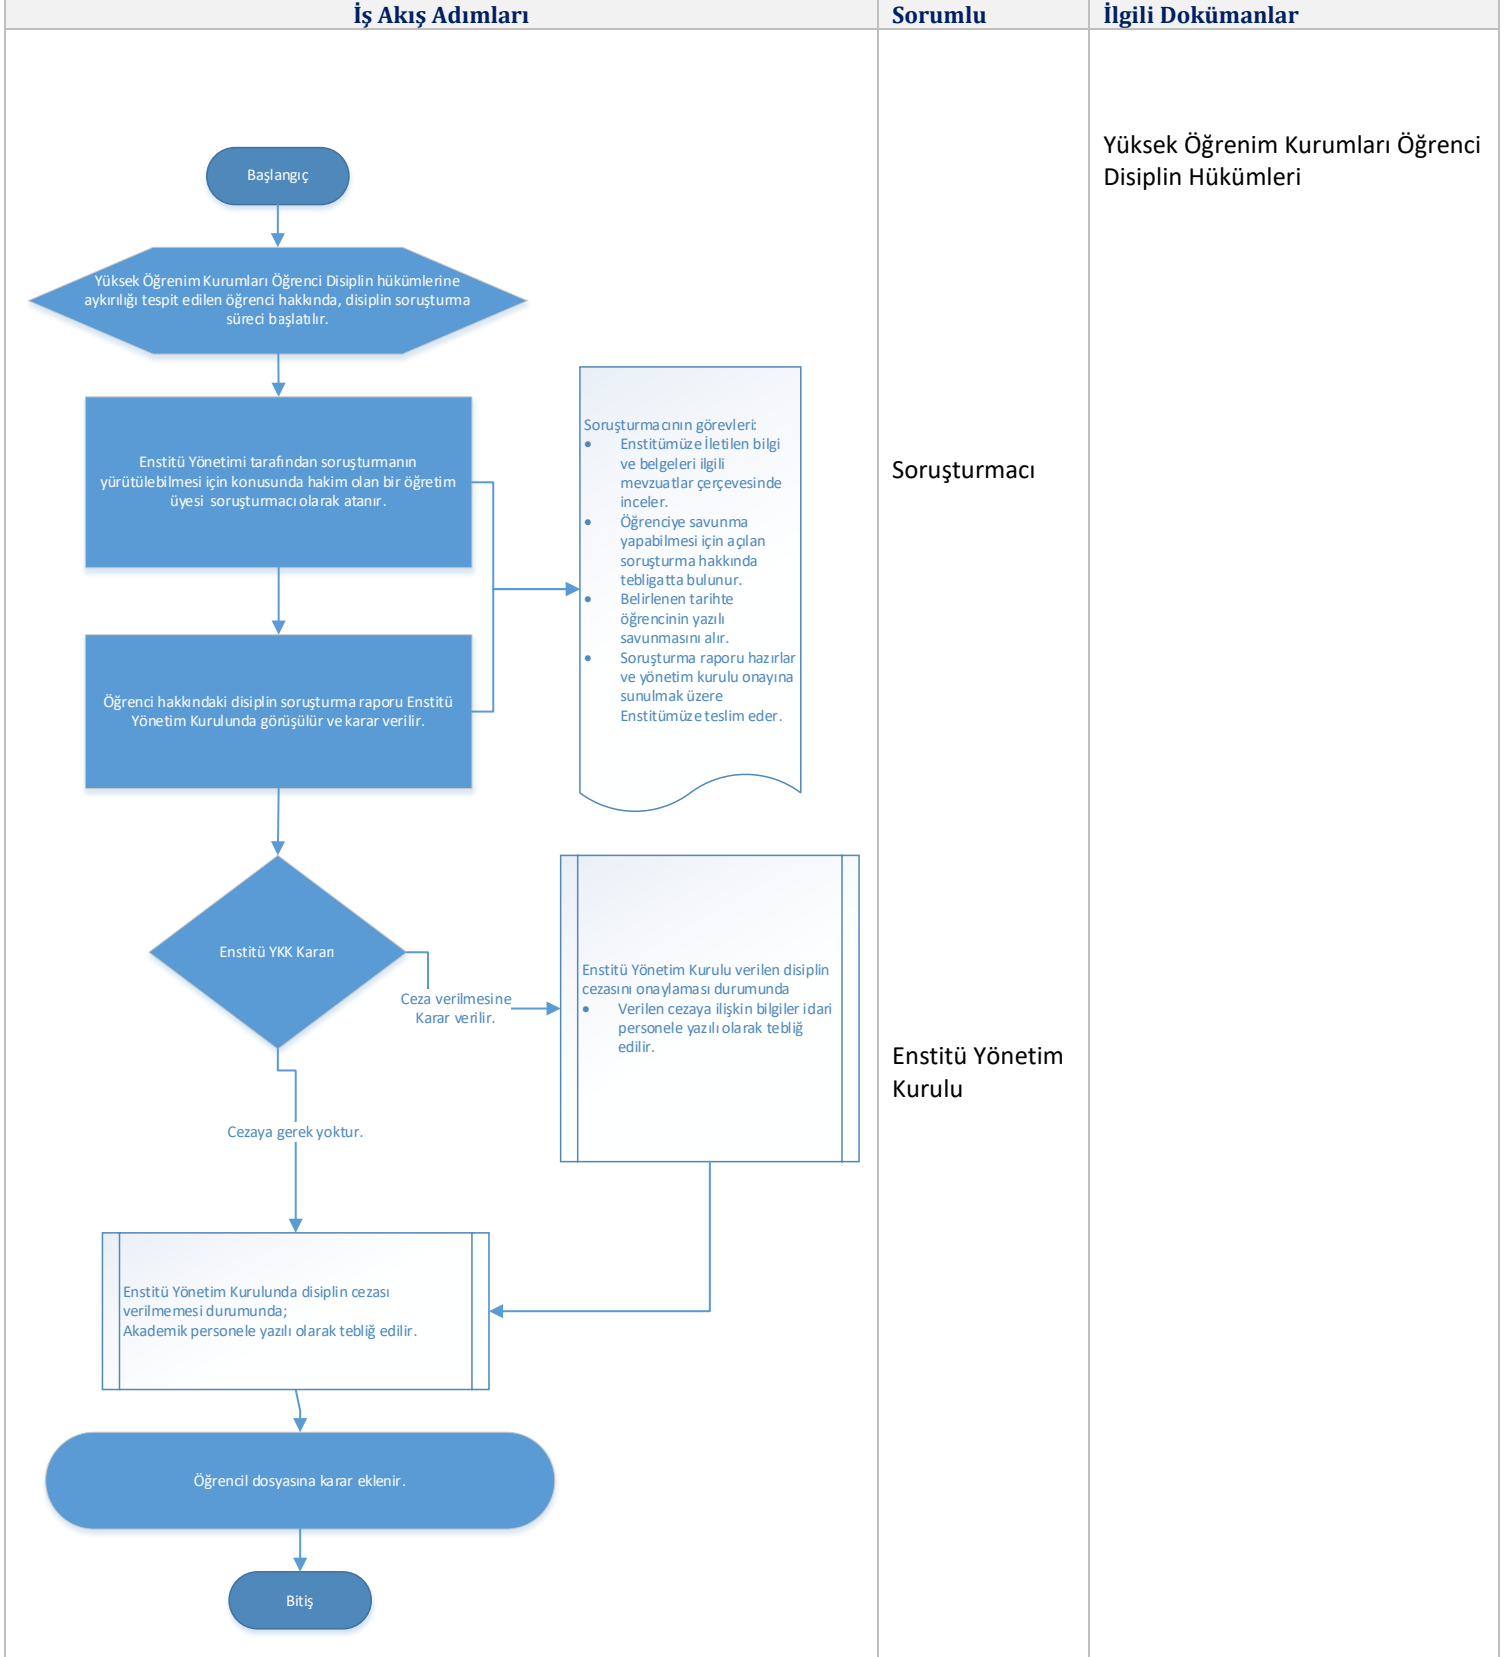 İş Akış Adımları
Sorumlu
İlgili Dokümanlar
Yüksek Öğrenim Kurumları Öğrenci
Disiplin Hükümleri
Başlangıç
Yüksek Öğrenim Kurumları Öğrenci Disiplin hükümlerine
aykırılığı tespit edilen öğrenci hakkında, disiplin soruşturma
süreci başlatılır.
Enstitü Yönetimi tarafından soruşturmanın
yürütülebilmesi için konusunda hakim olan bir öğretim
üyesi soruşturmacı olarak atanır.
Soruşturmacının görevleri:
• Enstitümüze İletilen bilgi
ve belgeleri ilgili
mevzuatlar çerçevesinde
inceler.
• Öğrenciye savunma
yapabilmesi için açılan
soruşturma hakkında
tebligatta bulunur.
• Belirlenen tarihte
öğrencinin yazılı
savunmasını alır.
• Soruşturma raporu hazırlar
ve yönetim kurulu onayına
sunulmak üzere
Enstitümüze teslim eder.
Soruşturmacı
Öğrenci hakkındaki disiplin soruşturma raporu Enstitü
Yönetim Kurulunda görüşülür ve karar verilir.
Enstitü YKK Kararı
Ceza verilmesine
Karar verilir.
Enstitü Yönetim Kurulu verilen disiplin
cezasını onaylaması durumunda
• Verilen cezaya ilişkin bilgiler idari
personele yazılı olarak tebliğ
edilir.
Enstitü Yönetim
Kurulu
Cezaya gerek yoktur.
Enstitü Yönetim Kurulunda disiplin cezası
verilmemesi durumunda;
Akademik personele yazılı olarak tebliğ edilir.
Öğrencil dosyasına karar eklenir.
Bitiş